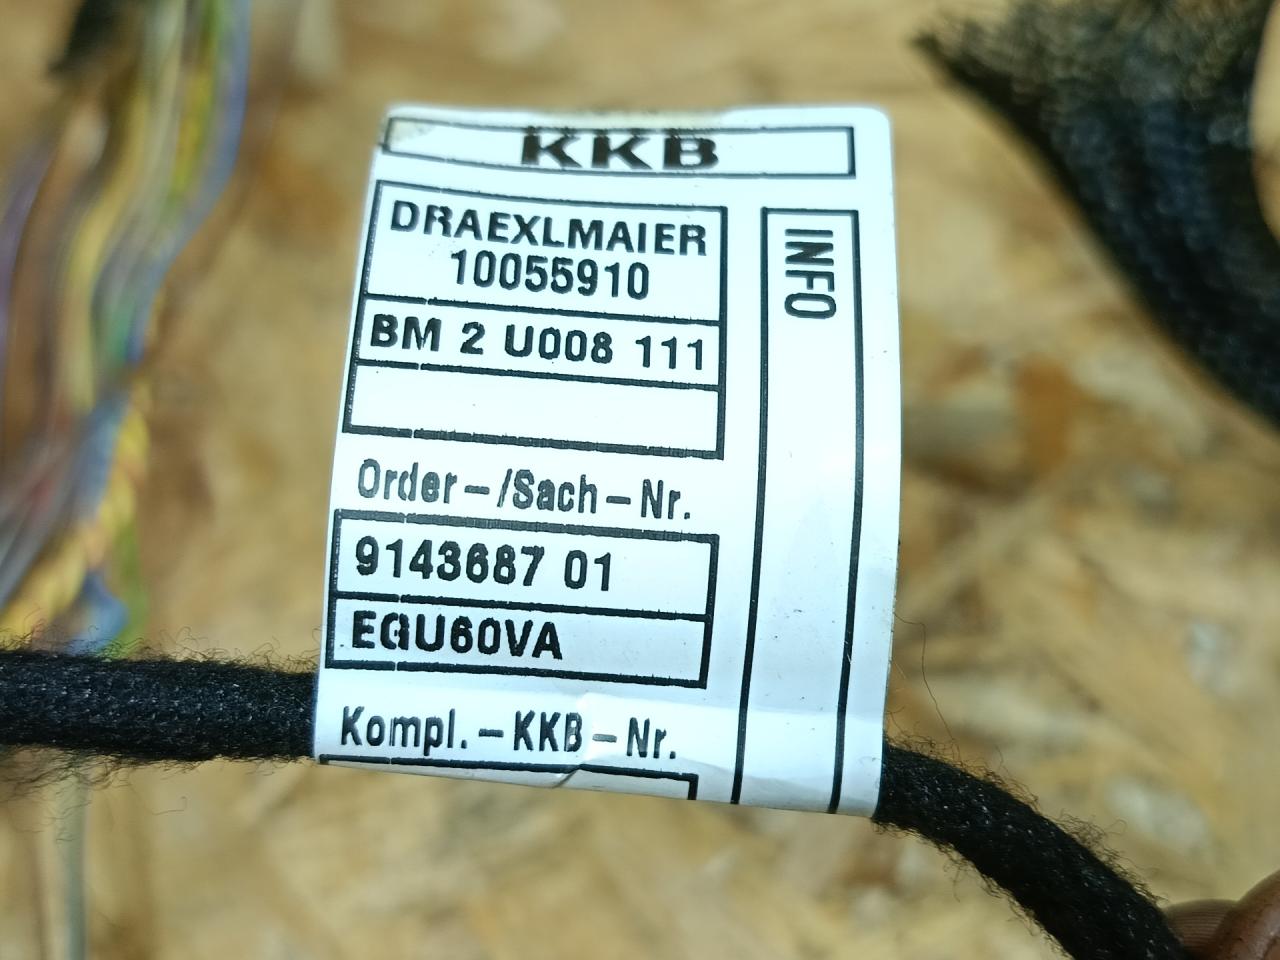 KKB
DRAEXLMAIER
10055910
BM 2 U008 111
INFO
Order-/Sach-Nr.
9143687 01
EGU60VA
Kompl.-KKB-Nr.